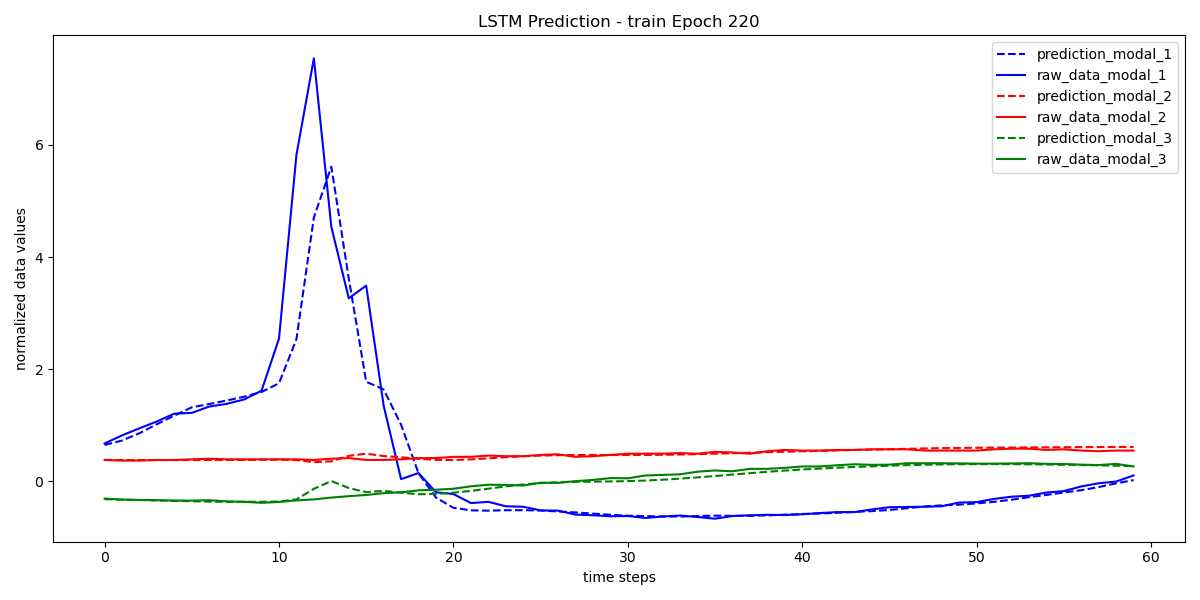 LSTM Prediction - train Epoch 220
prediction_modal_1
raw_data_modal_1
prediction_modal_2
raw_data_modal_2
prediction_modal_3
raw_data_modal_3
normalized data values
6
4
2
0
0 10 20 30 40 50 60
time steps